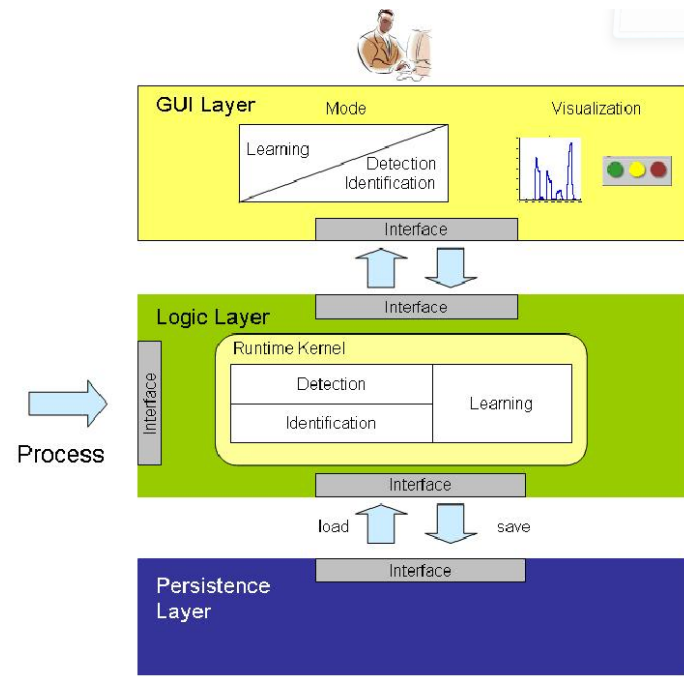 GUI Layer
Mode
Visualization
Learning
Detection
Identification
Interface
Interface
Logic Layer
Runtime Kernel
Detection
Identification
Learning
Interface
Process
Interface
load
save
Interface
Persistence
Layer